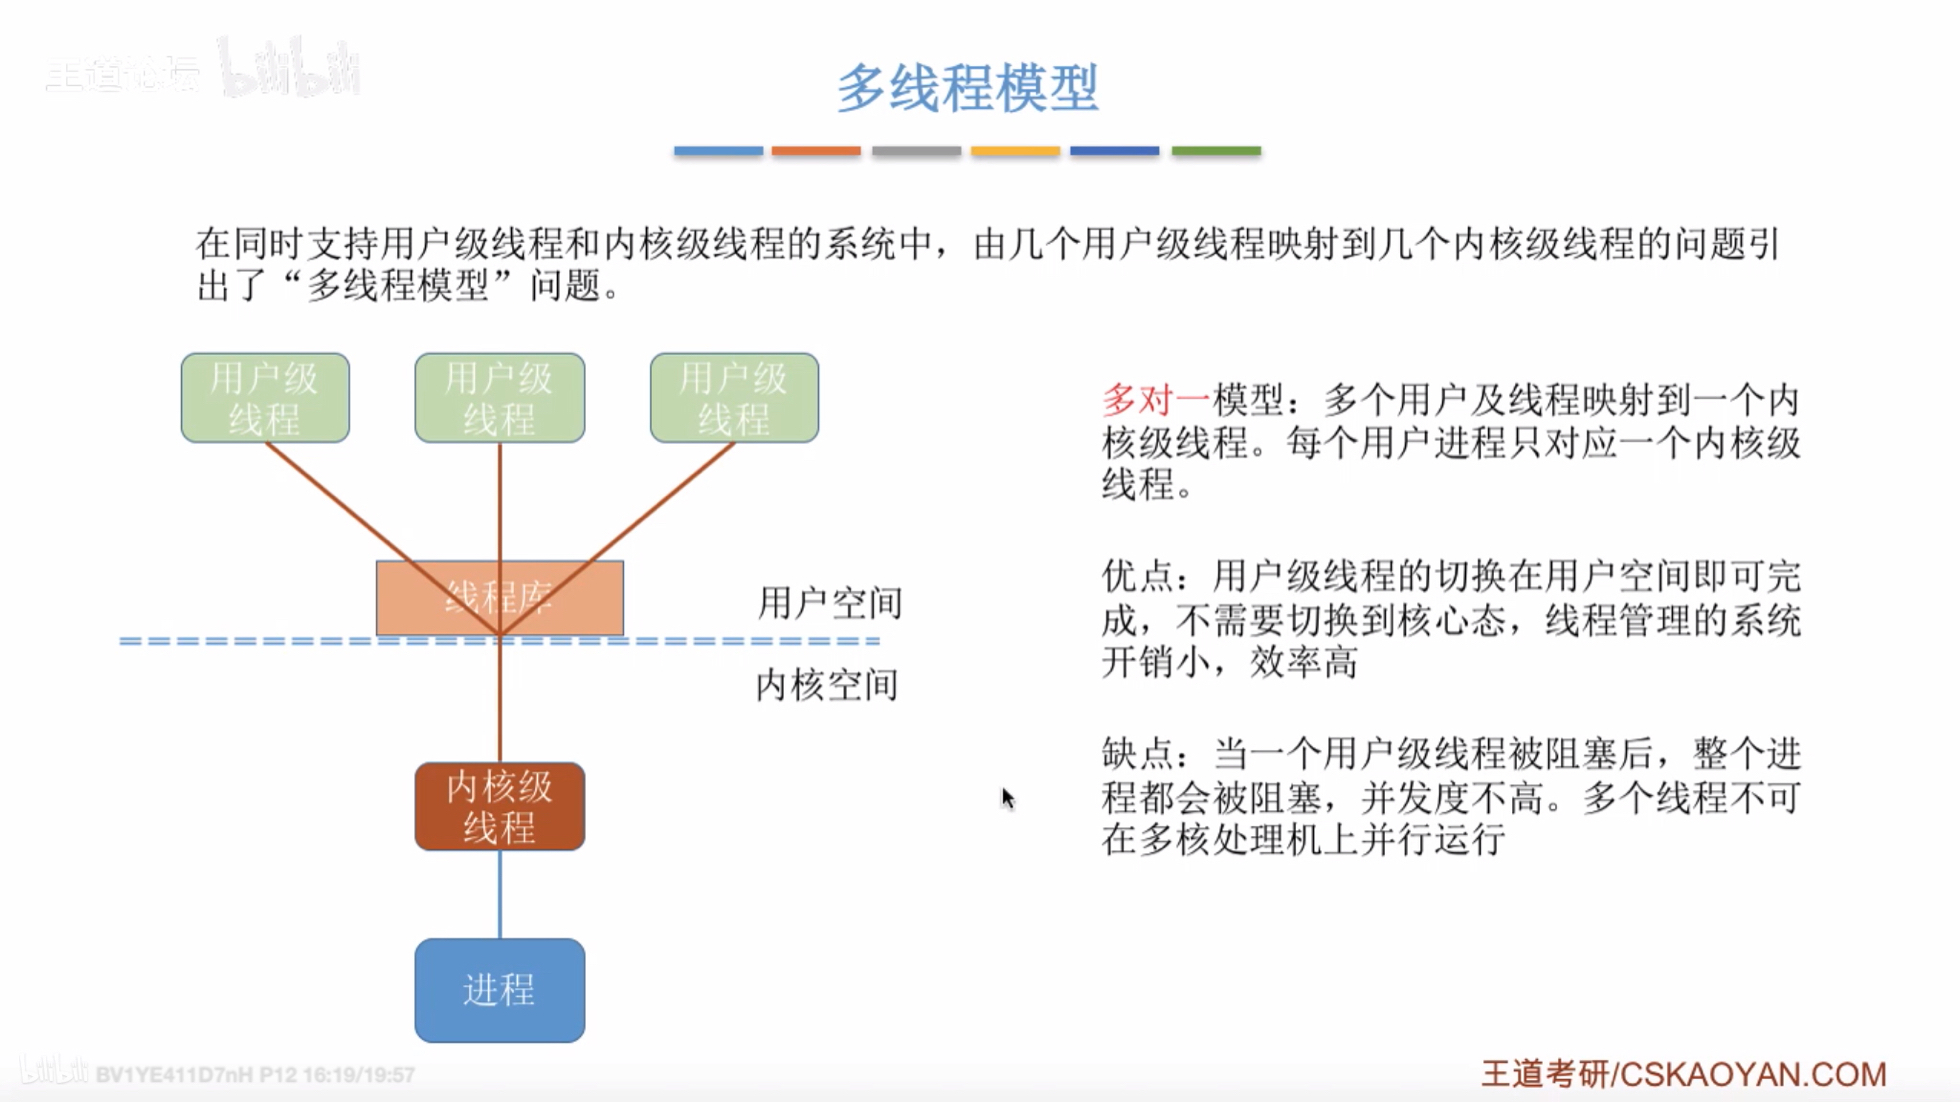 王道论坛 bilibili
多线程模型
在同时支持用户级线程和内核级线程的系统中，由几个用户级线程映射到几个内核级线程的问题引
出了“多线程模型”问题。
用户级
线程
用户级
线程
用户级
线程
线程库
用户空间
内核空间
内核级
线程
进程
多对一模型：多个用户及线程映射到一个内
核级线程。每个用户进程只对应一个内核级
线程。
优点：用户级线程的切换在用户空间即可完
成，不需要切换到核心态，线程管理的系统
开销小，效率高
缺点：当一个用户级线程被阻塞后，整个进
程都会被阻塞，并发度不高。多个线程不可
在多核处理机上并行运行
bilibili BV1YE411D7nH P12 16:19/19:57
王道考研/CSKAOYAN.COM